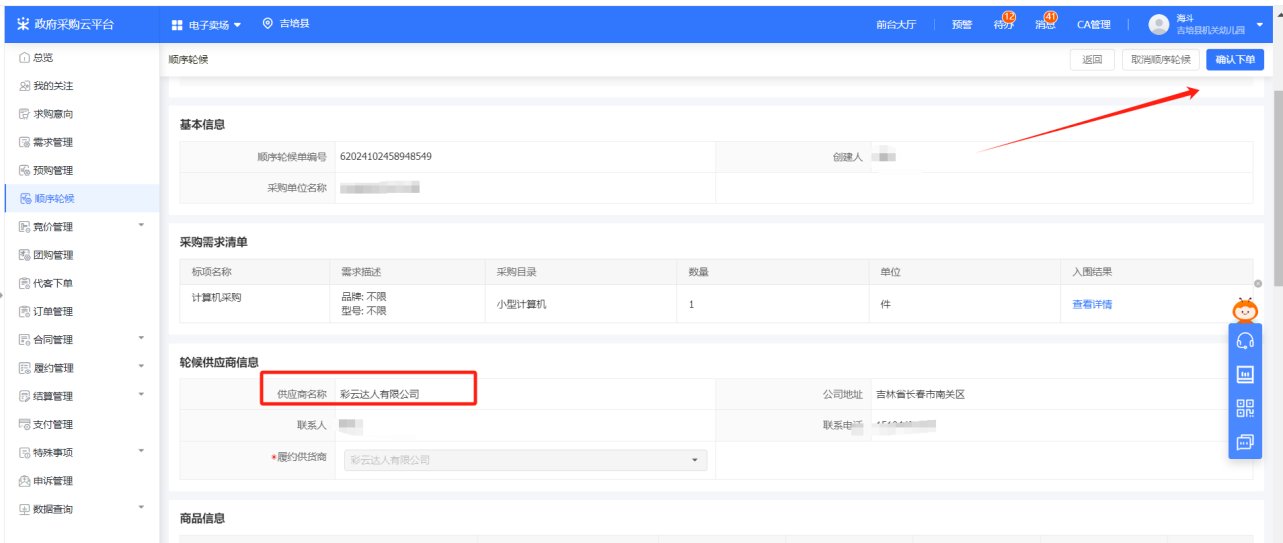 政府采购云平台
电子卖场
吉培县
前台大厅
预警
待办
12
消息
41
CA管理
海斗
吉培县机关幼儿园
总览
我的关注
求购意向
需求管理
预购管理
顺序轮候
竞价管理
团购管理
代客下单
订单管理
合同管理
履约管理
结算管理
支付管理
特殊事项
申诉管理
数据查询
顺序轮候
返回
取消顺序轮候
确认下单
基本信息
顺序轮候单编号 62024102458948549 创建人
采购单位名称
采购需求清单
标项名称 需求描述 采购目录 数量 单位 入围结果
计算机采购 品牌: 不限 小型计算机 1 件 查看详情
型号: 不限
轮候供应商信息
供应商名称 彩云达人有限公司 公司地址 吉林省长春市南关区
联系人 联系电话
*履约供货商 彩云达人有限公司
商品信息